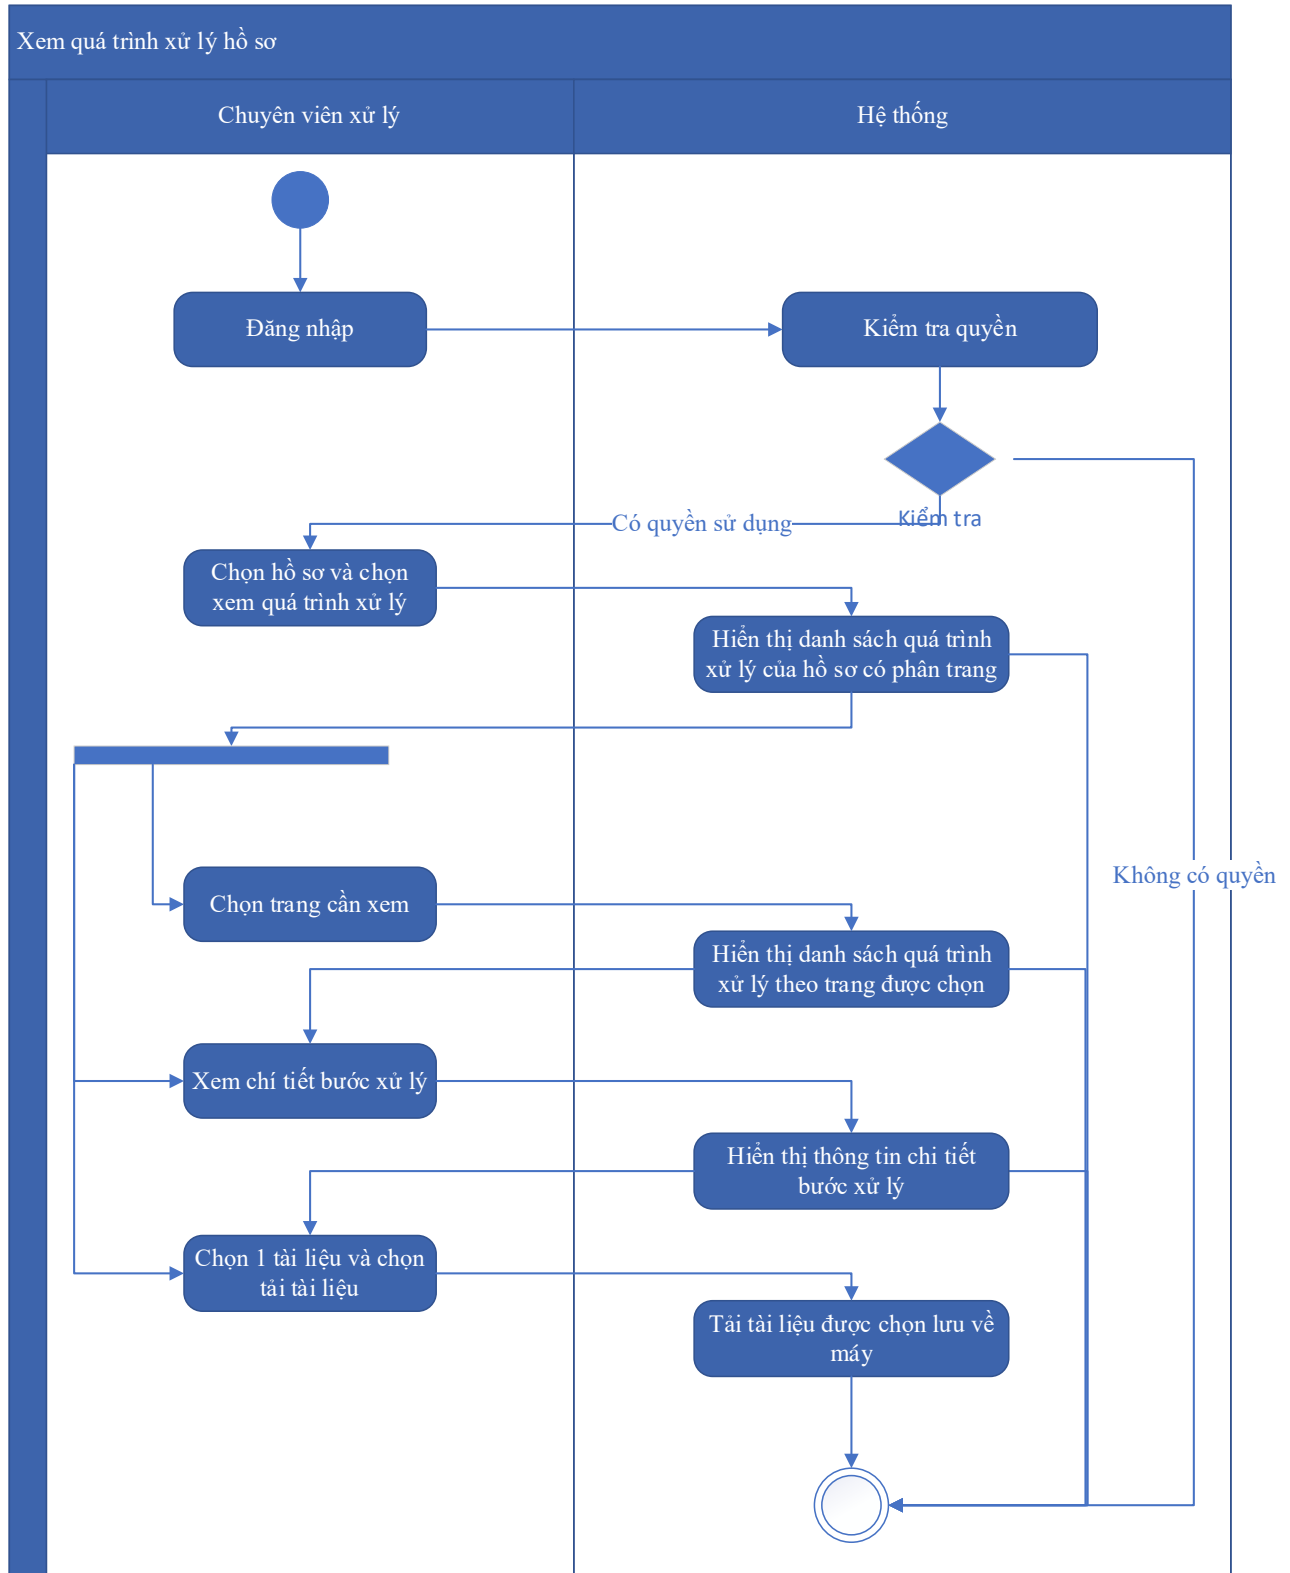 Xem quá trình xử lý hồ sơ
Chuyên viên xử lý
Hệ thống
Đăng nhập
Kiểm tra quyền
Kiểm tra
Có quyền sử dụng
Chọn hồ sơ và chọn
xem quá trình xử lý
Hiển thị danh sách quá trình
xử lý của hồ sơ có phân trang
Không có quyền
Chọn trang cần xem
Hiển thị danh sách quá trình
xử lý theo trang được chọn
Xem chí tiết bước xử lý
Hiển thị thông tin chi tiết
bước xử lý
Chọn 1 tài liệu và chọn
tải tài liệu
Tải tài liệu được chọn lưu về
máy